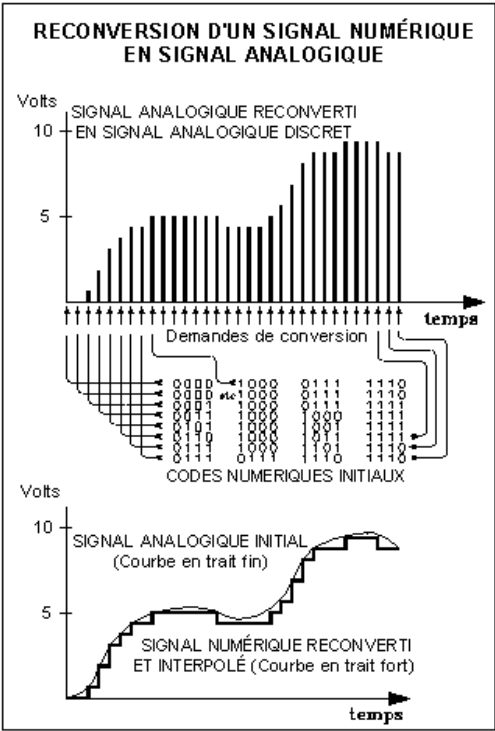 RECONVERSION D'UN SIGNAL NUMÉRIQUE
EN SIGNAL ANALOGIQUE
Volts
SIGNAL ANALOGIQUE RECONVERTI
10
EN SIGNAL ANALOGIQUE DISCRET
5
temps
Demandes de conversion
0000 etc 1000 0111 1110
0000 1000 0111 1110
0001 1000 0111 1111
0011 1000 1000 1111
0101 1000 1001 1111
0110 1000 1011 1111
0111 1000 1101 1110
0111 0111 1110 1110
CODES NUMERIQUES INITIAUX
Volts
10
SIGNAL ANALOGIQUE INITIAL
(Courbe en trait fin)
5
SIGNAL NUMÉRIQUE RECONVERTI
ET INTERPOLÉ (Courbe en trait fort)
temps